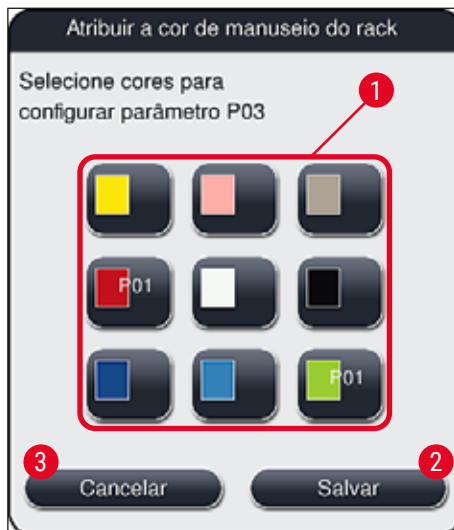 Atribuir a cor de manuseio do rack
Selecione cores para
configurar parâmetro P03
1
P01
P01
3
2
Cancelar
Salvar